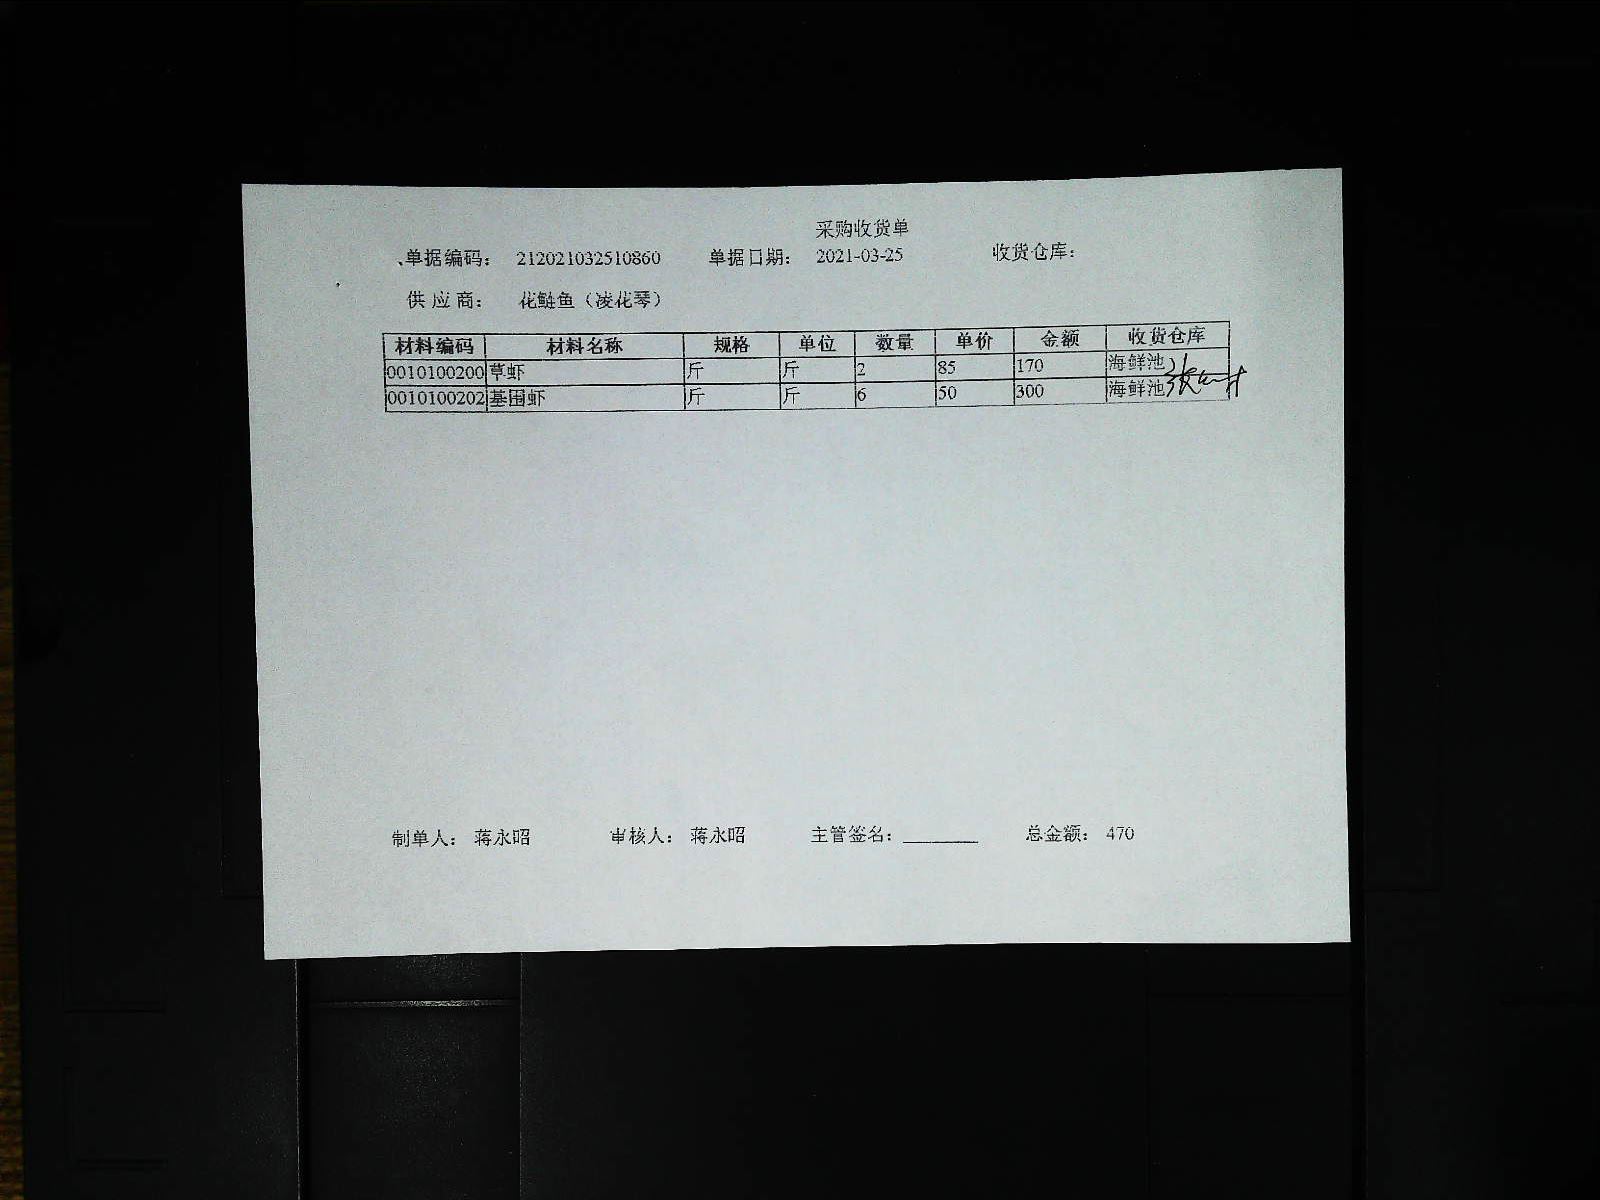 采购收货单
、单据编码： 212021032510860 单据日期： 2021-03-25 收货仓库：
供 应 商： 花鲢鱼（凌花琴）
材料编码 材料名称 规格 单位 数量 单价 金额 收货仓库
0010100200 草虾 斤 斤 2 85 170 海鲜池
0010100202 基围虾 斤 斤 6 50 300 海鲜池
制单人： 蒋永昭 审核人： 蒋永昭 主管签名： 总金额： 470